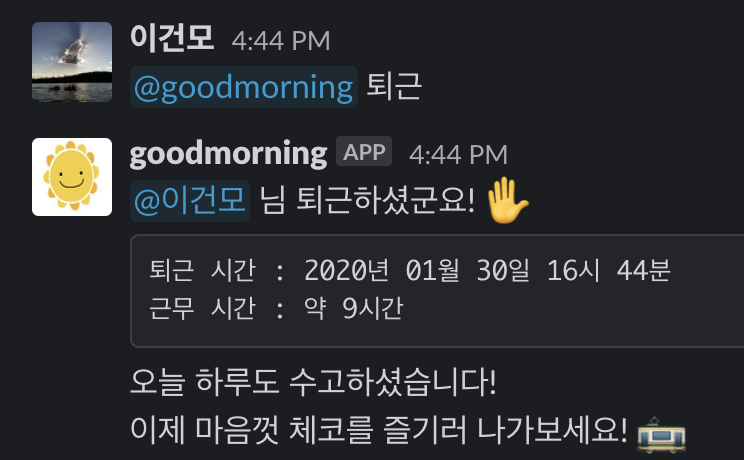 이건모 4:44 PM
@goodmorning 퇴근
goodmorning APP 4:44 PM
@이건모 님 퇴근하셨군요!
퇴근 시간 : 2020년 01월 30일 16시 44분
근무 시간 : 약 9시간
오늘 하루도 수고하셨습니다!
이제 마음껏 체코를 즐기러 나가보세요!